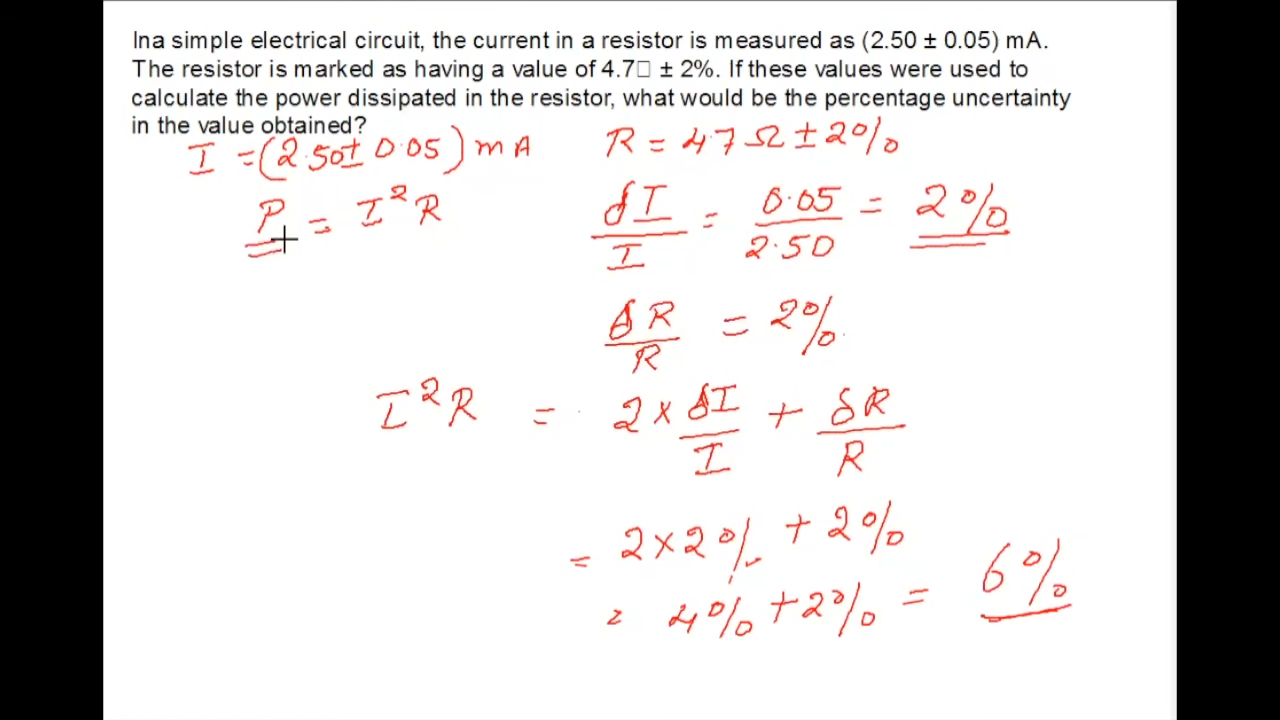 Ina simple electrical circuit, the current in a resistor is measured as (2.50 ± 0.05) mA.
The resistor is marked as having a value of 4.7□ ± 2%. If these values were used to
calculate the power dissipated in the resistor, what would be the percentage uncertainty
in the value obtained?
I = (2.50 ± 0.05) mA
R = 4.7 Ω ± 2%
P = I²R
δI/I = 0.05/2.50 = 2%
δR/R = 2%
I²R = 2 × δI/I + δR/R
= 2 × 2% + 2%
= 4% + 2% = 6%